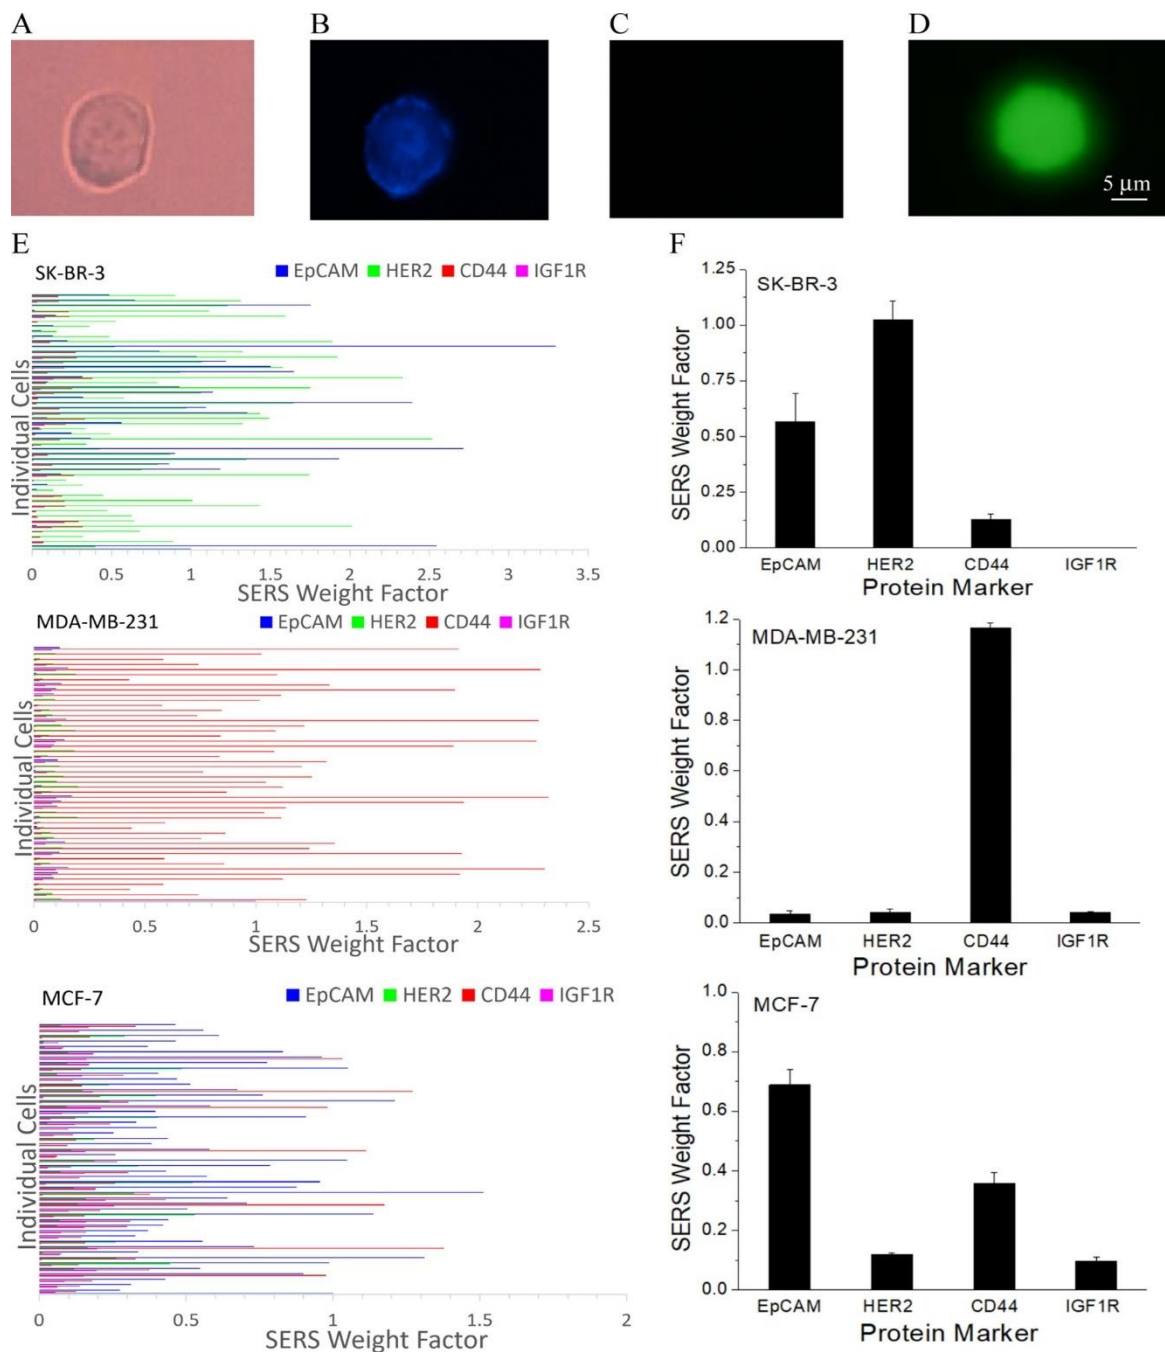 A
B
C
D
5 μm
E
SK-BR-3
EpCAM HER2 CD44 IGF1R
Individual Cells
0 0.5 1 1.5 2 2.5 3 3.5
SERS Weight Factor
MDA-MB-231
EpCAM HER2 CD44 IGF1R
Individual Cells
0 0.5 1 1.5 2 2.5
SERS Weight Factor
MCF-7
EpCAM HER2 CD44 IGF1R
Individual Cells
0 0.5 1 1.5 2
SERS Weight Factor
F
SK-BR-3
SERS Weight Factor
1.25
1.00
0.75
0.50
0.25
0.00
EpCAM HER2 CD44 IGF1R
Protein Marker
MDA-MB-231
SERS Weight Factor
1.2
1.0
0.8
0.6
0.4
0.2
0.0
EpCAM HER2 CD44 IGF1R
Protein Marker
MCF-7
SERS Weight Factor
1.0
0.8
0.6
0.4
0.2
0.0
EpCAM HER2 CD44 IGF1R
Protein Marker